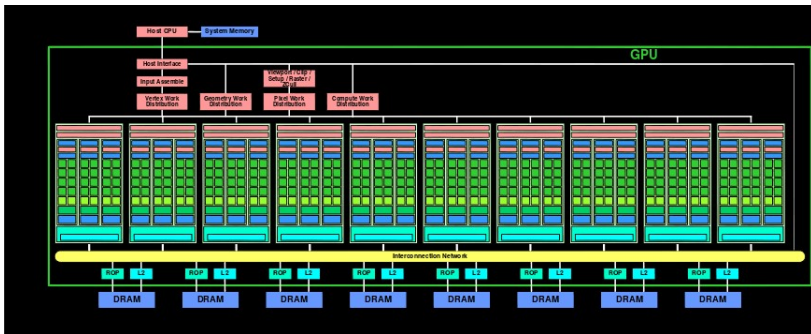 Host CPU
System Memory
GPU
Host Interface
Viewport / Clip /
Setup / Raster /
ZCull
Input Assemble
Vertex Work
Distribution
Geometry Work
Distribution
Pixel Work
Distribution
Compute Work
Distribution
Interconnection Network
ROP
L2
ROP
L2
ROP
L2
ROP
L2
ROP
L2
ROP
L2
ROP
L2
ROP
L2
DRAM
DRAM
DRAM
DRAM
DRAM
DRAM
DRAM
DRAM